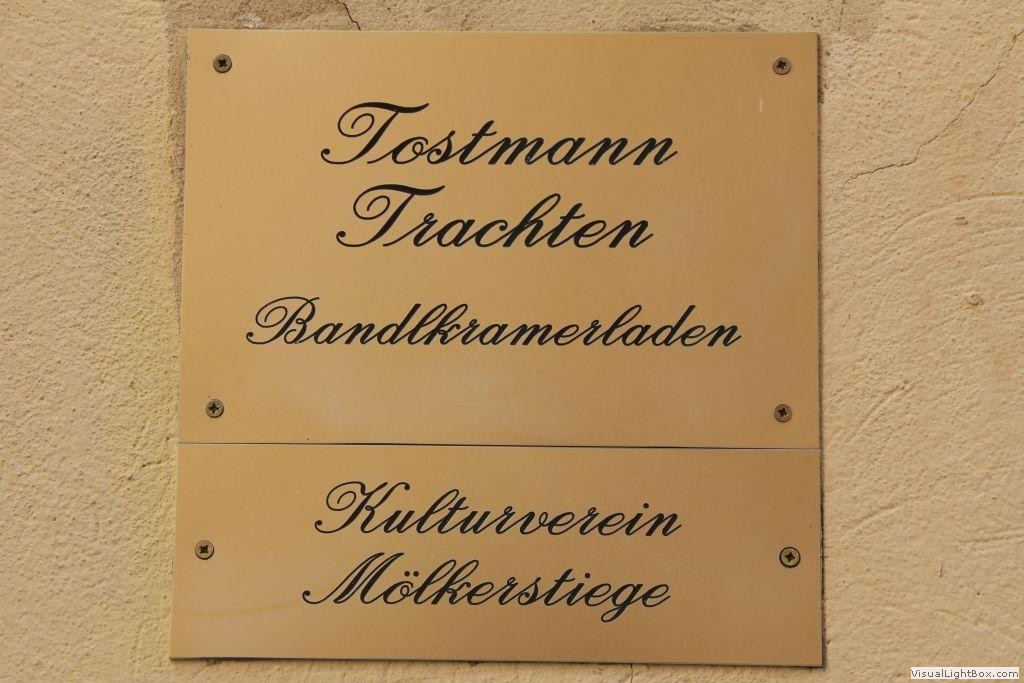 Tostmann
Trachten
Bandlkramerladen
Kulturverein
Mölkerstiege
VisualLightBox.com